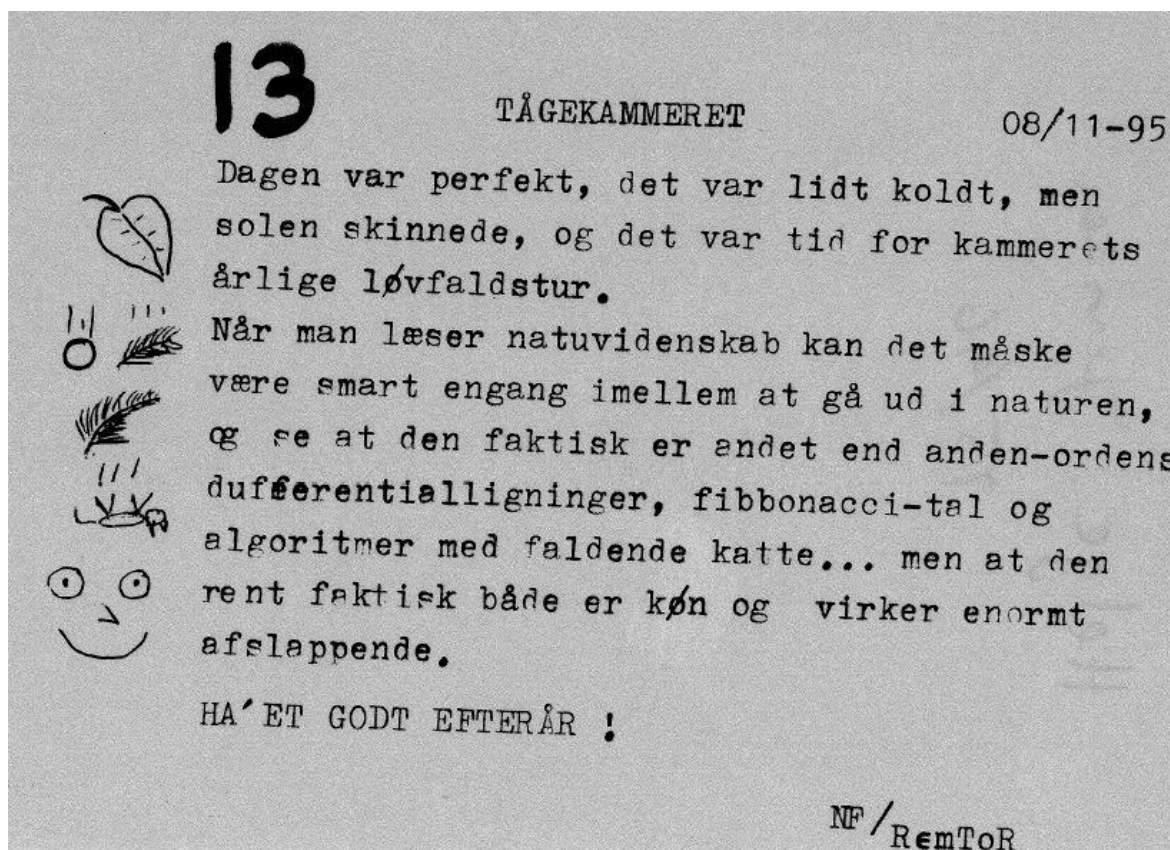 13
TÅGEKAMMERET
08/11-95
Dagen var perfekt, det var lidt koldt, men
solen skinnede, og det var tid for kammerets
årlige løvfaldstur.
Når man læser natuvidenskab kan det måske
være smart engang imellem at gå ud i naturen,
og se at den faktisk er andet end anden-ordens
dufferentialligninger, fibbonacci-tal og
algoritmer med faldende katte... men at den
rent faktisk både er køn og virker enormt
afslappende.
HA´ET GODT EFTERÅR !
NF/RemToR